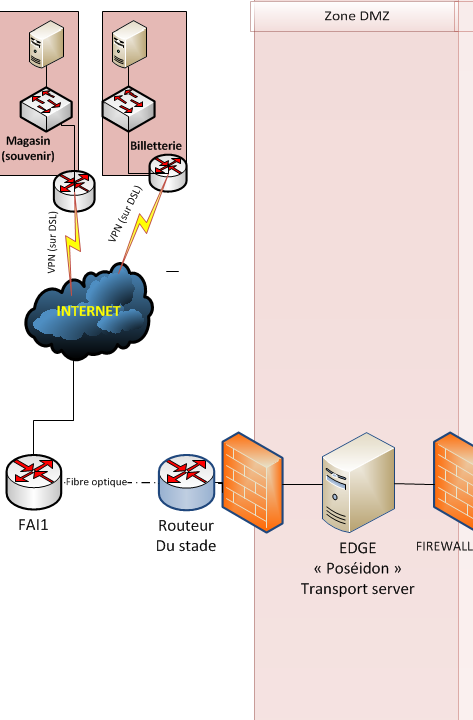 Zone DMZ
Magasin
(souvenir)
Billetterie
VPN (sur DSL)
VPN (sur DSL)
INTERNET
Fibre optique
FAI1
Routeur
Du stade
EDGE
« Poséidon »
Transport server
FIREWALL